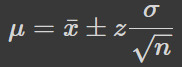 μ = x̄ ± z σ/√n